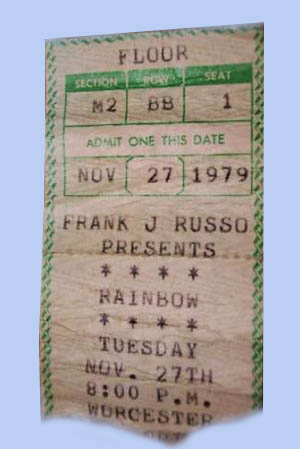 FLOOR
SECTION ROW SEAT
M2 BB 1
ADMIT ONE THIS DATE
NOV 27 1979
FRANK J RUSSO
PRESENTS
* * * *
RAINBOW
* * * *
TUESDAY
NOV. 27TH
8:00 P.M.
WORCESTER